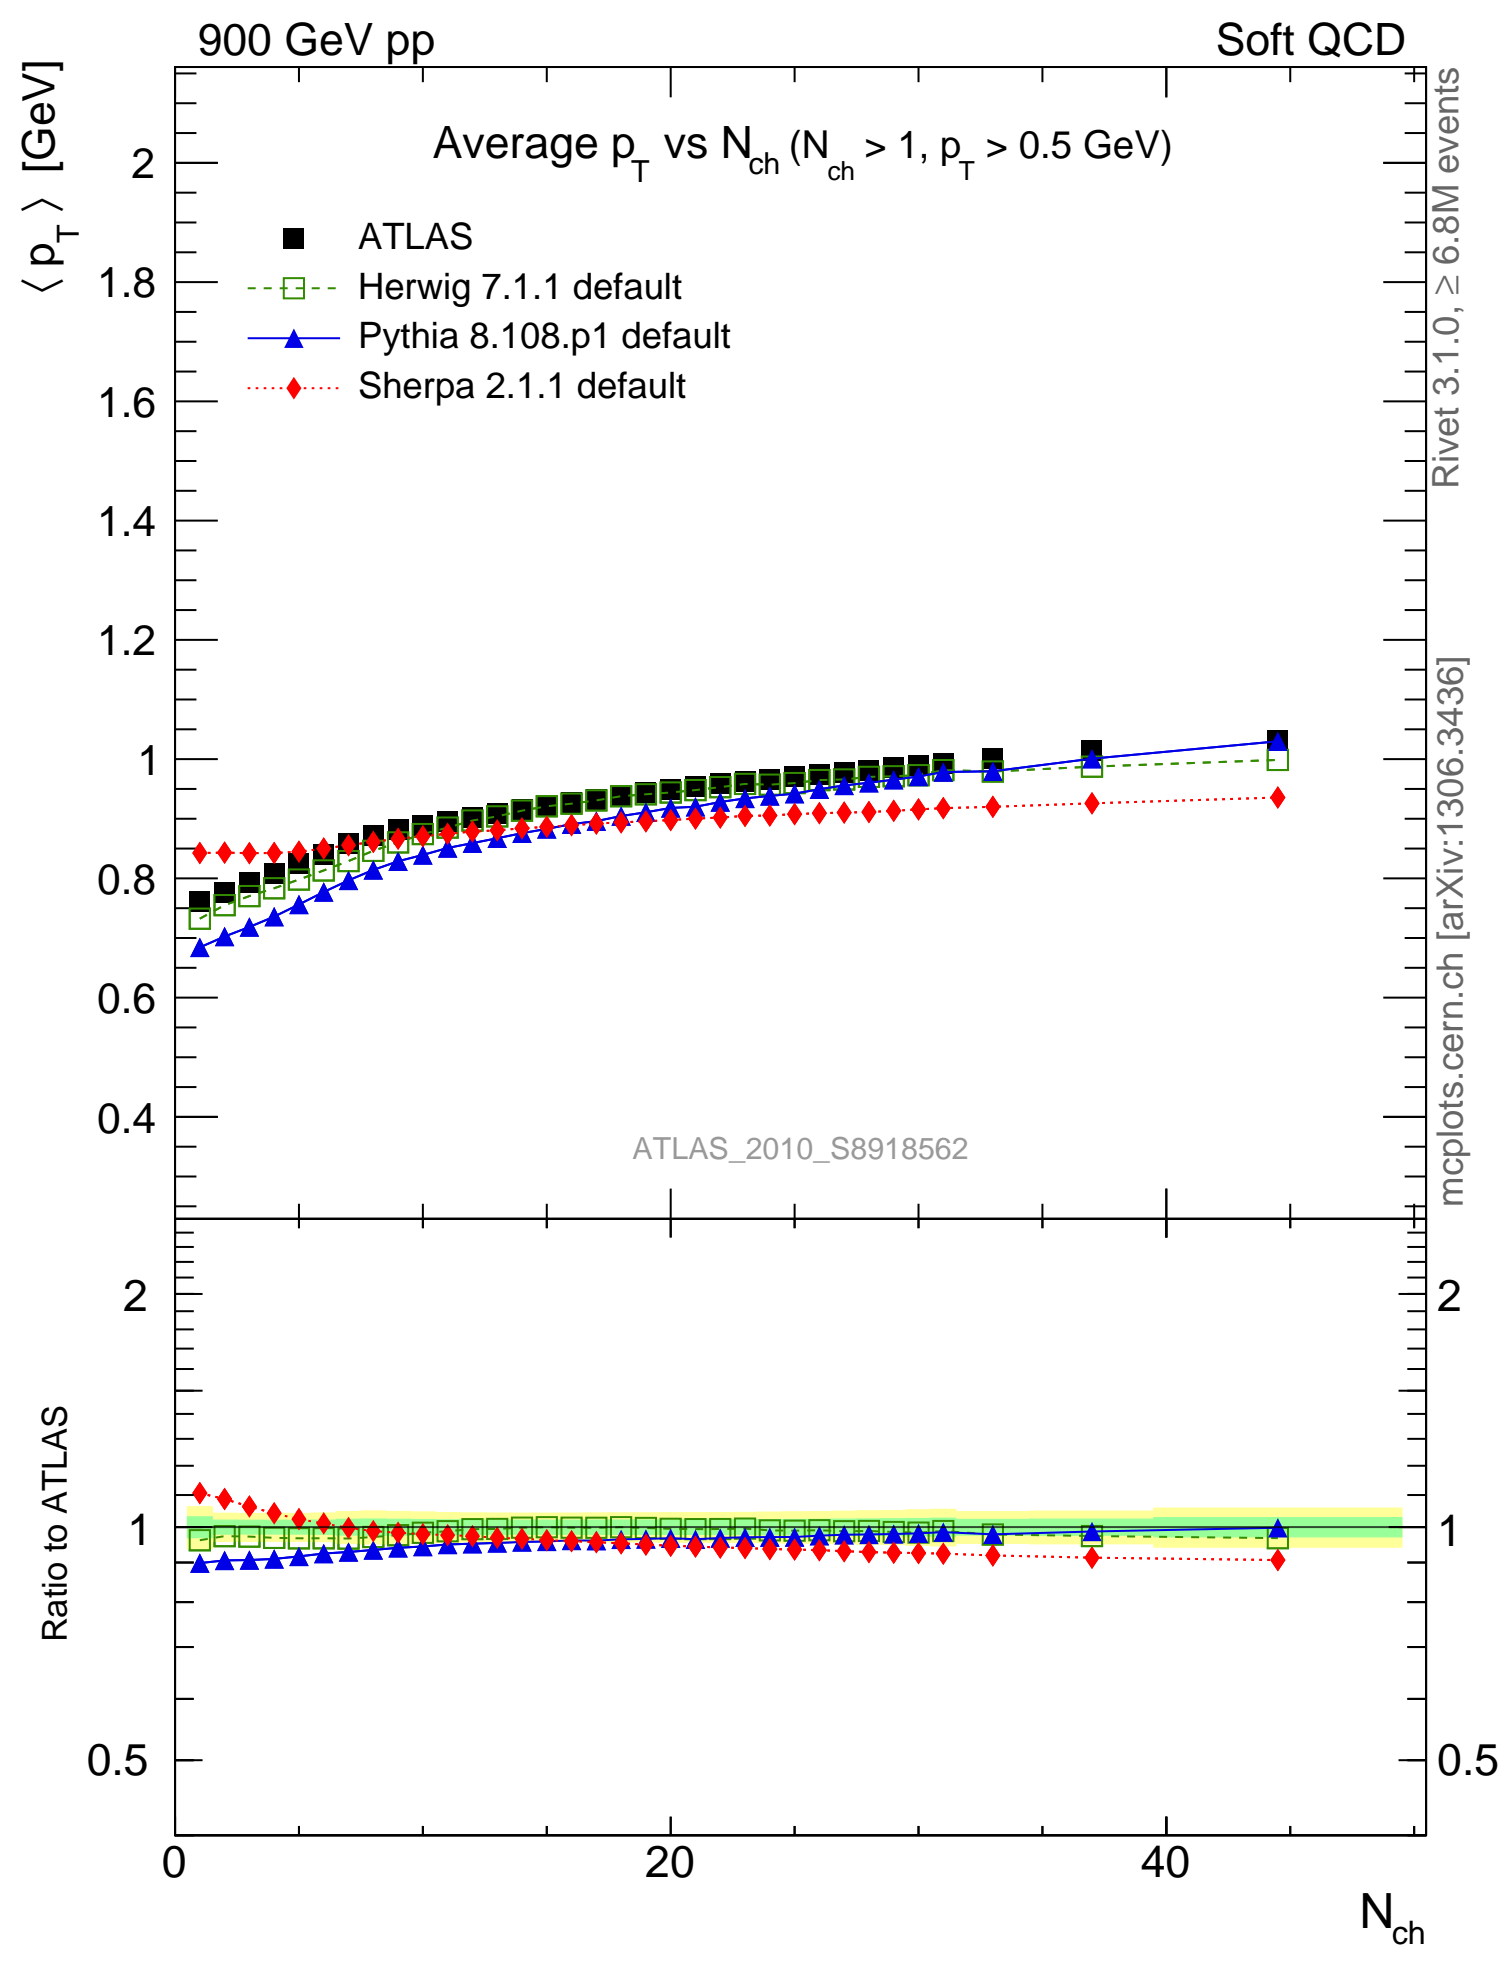 900 GeV pp
Soft QCD
⟨ p_T ⟩ [GeV]
Average p_T vs N_ch (N_ch > 1, p_T > 0.5 GeV)
ATLAS
Herwig 7.1.1 default
Pythia 8.108.p1 default
Sherpa 2.1.1 default
2
1.8
1.6
1.4
1.2
1
0.8
0.6
0.4
ATLAS_2010_S8918562
Rivet 3.1.0, ≥ 6.8M events
mcplots.cern.ch [arXiv:1306.3436]
Ratio to ATLAS
2
1
0.5
2
1
0.5
0
20
40
N_ch